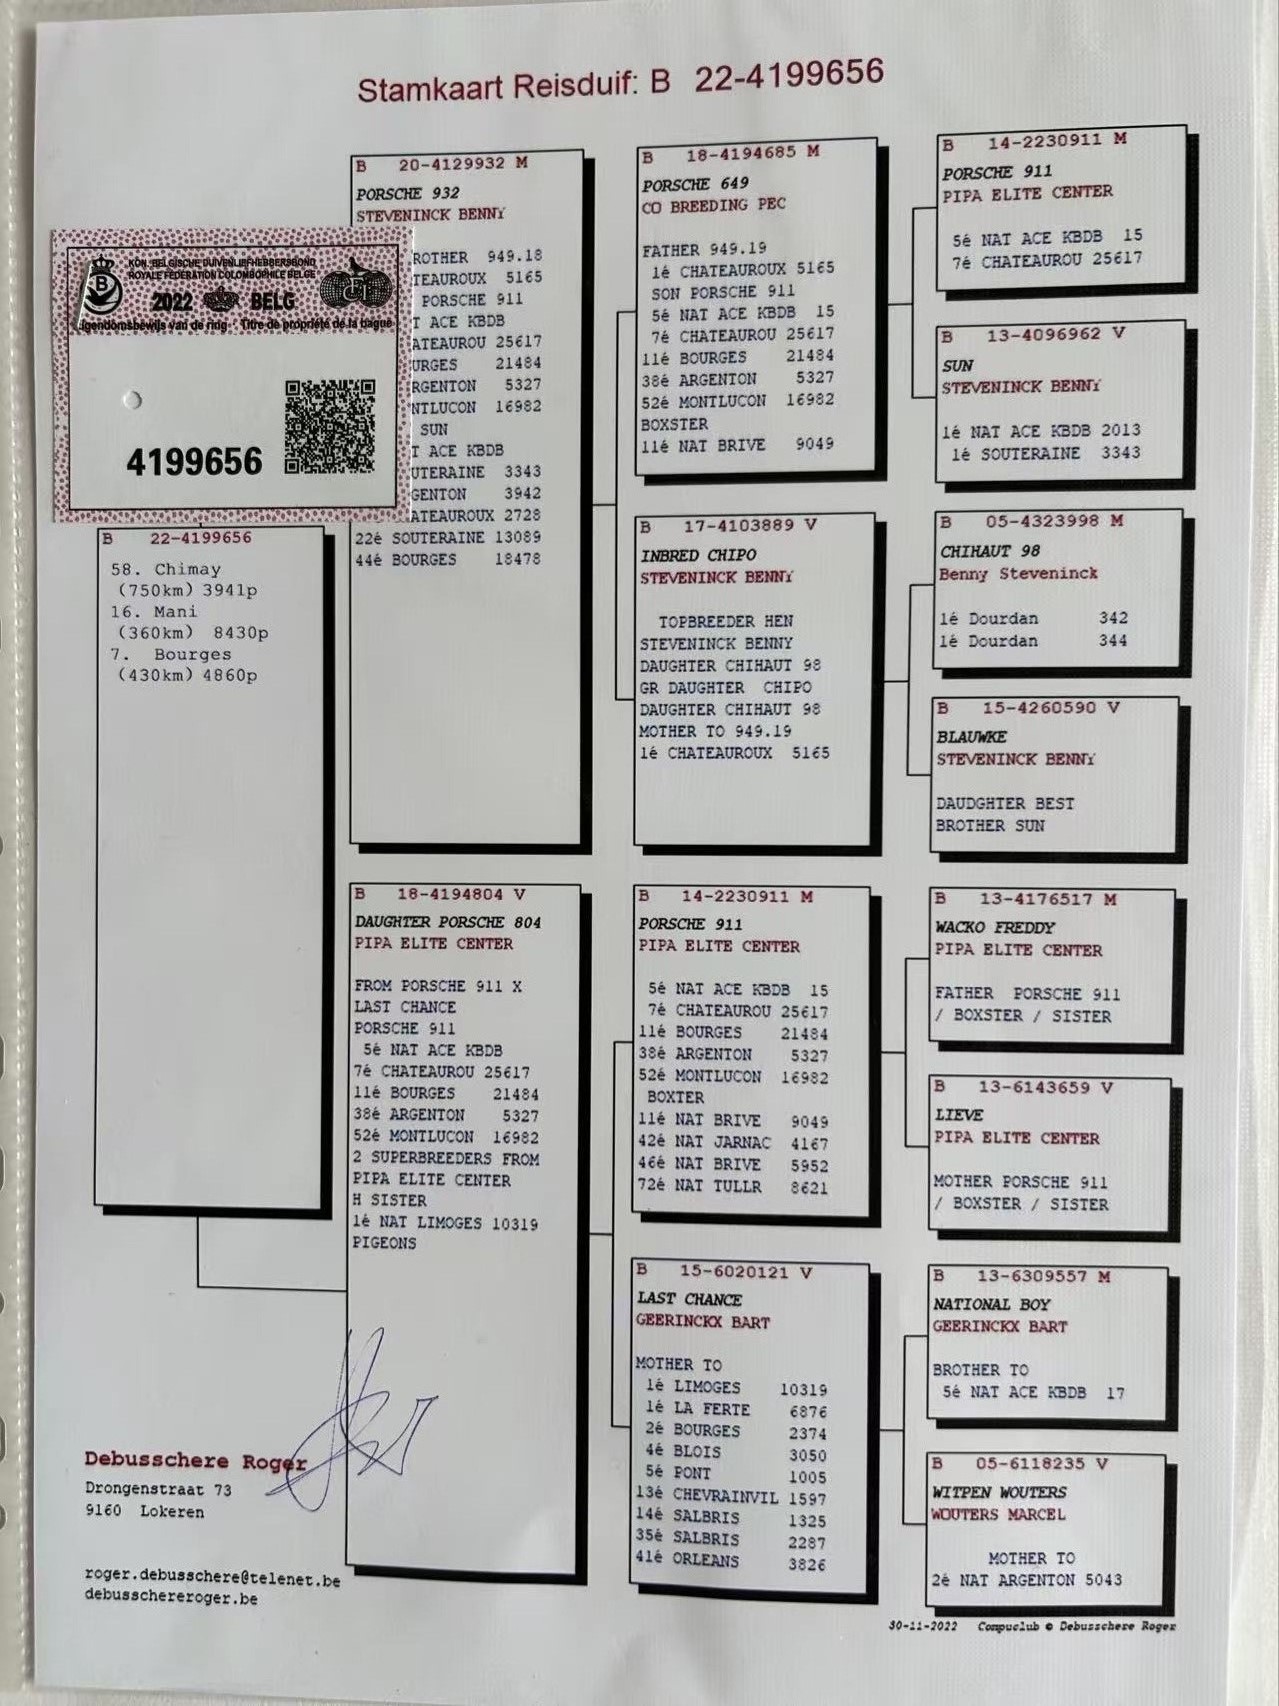 Stamkaart Reisduif: B 22-4199656
KON. BELGISCHE DUIVENLIEFHEBBERSBOND
ROYALE FÉDÉRATION COLOMBOPHILE BELGE
B 2022 BELG
igendomsbewijs van de ring - Titre de propriété de la bague
4199656
B 22-4199656
58. Chimay
(750km) 3941p
16. Mani
(360km) 8430p
7. Bourges
(430km) 4860p
B 20-4129932 M
PORSCHE 932
STEVENINCK BENNY
ROTHER 949.18
TEAUROUX 5165
PORSCHE 911
T ACE KBDB
ATEAUROU 25617
URGES 21484
RGENTON 5327
NTLUCON 16982
SUN
T ACE KBDB
UTERAINE 3343
GENTON 3942
ATEAUROUX 2728
22é SOUTERAINE 13089
44é BOURGES 18478
B 18-4194804 V
DAUGHTER PORSCHE 804
PIPA ELITE CENTER
FROM PORSCHE 911 X
LAST CHANCE
PORSCHE 911
5é NAT ACE KBDB
7é CHATEAUROU 25617
11é BOURGES 21484
38é ARGENTON 5327
52é MONTLUCON 16982
2 SUPERBREEDERS FROM
PIPA ELITE CENTER
H SISTER
1é NAT LIMOGES 10319
PIGEONS
B 18-4194685 M
PORSCHE 649
CO BREEDING PEC
FATHER 949.19
1é CHATEAUROUX 5165
SON PORSCHE 911
5é NAT ACE KBDB 15
7é CHATEAUROU 25617
11é BOURGES 21484
38é ARGENTON 5327
52é MONTLUCON 16982
BOXSTER
11é NAT BRIVE 9049
B 17-4103889 V
INBRED CHIPO
STEVENINCK BENNY
TOPBREEDER HEN
STEVENINCK BENNY
DAUGHTER CHIHAUT 98
GR DAUGHTER CHIPO
DAUGHTER CHIHAUT 98
MOTHER TO 949.19
1é CHATEAUROUX 5165
B 14-2230911 M
PORSCHE 911
PIPA ELITE CENTER
5é NAT ACE KBDB 15
7é CHATEAUROU 25617
11é BOURGES 21484
38é ARGENTON 5327
52é MONTLUCON 16982
BOXTER
11é NAT BRIVE 9049
42é NAT JARNAC 4167
46é NAT BRIVE 5952
72é NAT TULLR 8621
B 15-6020121 V
LAST CHANCE
GEERINCKX BART
MOTHER TO
1é LIMOGES 10319
1é LA FERTE 6876
2é BOURGES 2374
4é BLOIS 3050
5é PONT 1005
13é CHEVRAINVIL 1597
14é SALBRIS 1325
35é SALBRIS 2287
41é ORLEANS 3826
B 14-2230911 M
PORSCHE 911
PIPA ELITE CENTER
5é NAT ACE KBDB 15
7é CHATEAUROU 25617
B 13-4096962 V
SUN
STEVENINCK BENNY
1é NAT ACE KBDB 2013
1é SOUTERAINE 3343
B 05-4323998 M
CHIHAUT 98
Benny Steveninck
1é Dourdan 342
1é Dourdan 344
B 15-4260590 V
BLAUWKE
STEVENINCK BENNY
DAUDGHTER BEST
BROTHER SUN
B 13-4176517 M
WACKO FREDDY
PIPA ELITE CENTER
FATHER PORSCHE 911
/ BOXSTER / SISTER
B 13-6143659 V
LIEVE
PIPA ELITE CENTER
MOTHER PORSCHE 911
/ BOXSTER / SISTER
B 13-6309557 M
NATIONAL BOY
GEERINCKX BART
BROTHER TO
5é NAT ACE KBDB 17
B 05-6118235 V
WITPEN WOUTERS
WOUTERS MARCEL
MOTHER TO
2é NAT ARGENTON 5043
Debusschere Roger
Drongenstraat 73
9160 Lokeren
roger.debusschere@telenet.be
debusschereroger.be
30-11-2022 Compuclub © Debusschere Roger